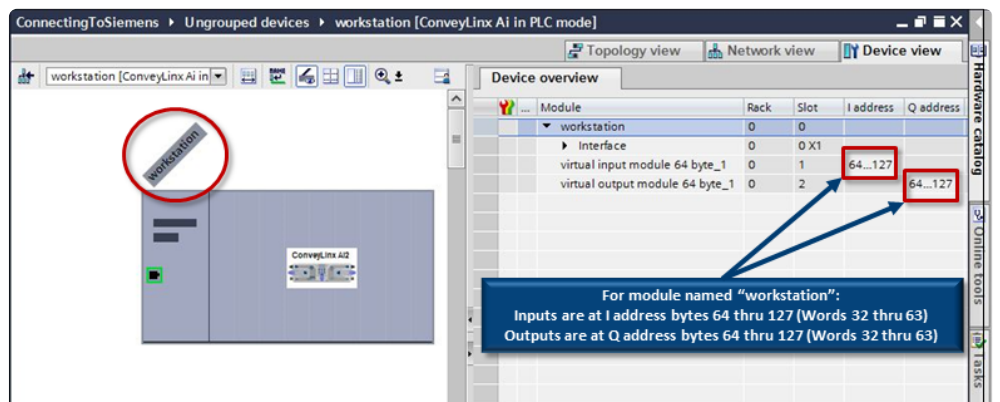 ConnectingToSiemens ▸ Ungrouped devices ▸ workstation [ConveyLinx Ai in PLC mode]
Topology view Network view Device view
workstation [ConveyLinx Ai in
Device overview
... Module Rack Slot I address Q address
workstation 0 0
Interface 0 0 X1
virtual input module 64 byte_1 0 1 64...127
virtual output module 64 byte_1 0 2 64...127
workstation
ConveyLinx Ai2
For module named “workstation”:
Inputs are at I address bytes 64 thru 127 (Words 32 thru 63)
Outputs are at Q address bytes 64 thru 127 (Words 32 thru 63)
Hardware catalog
Online tools
Tasks